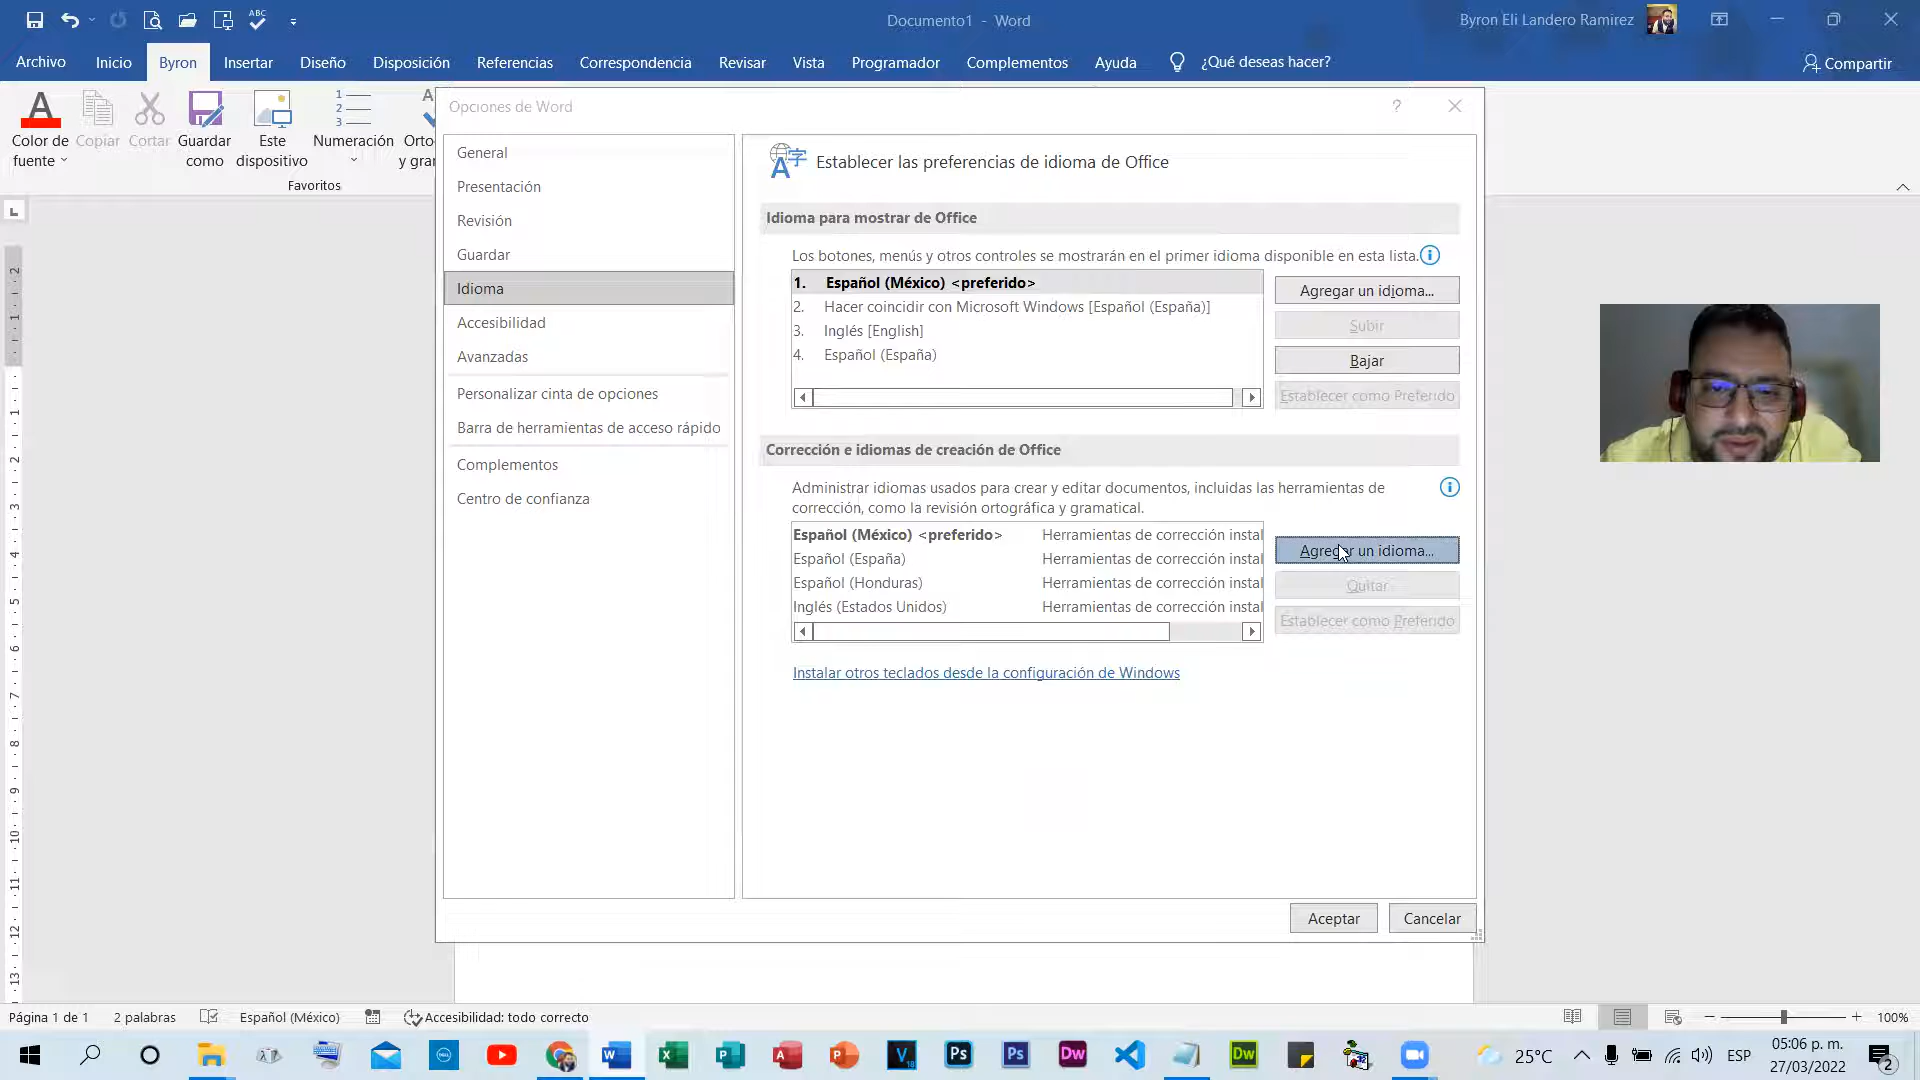 ABC
Documento1 - Word
Byron Eli Landero Ramirez
Archivo Inicio Byron Insertar Diseño Disposición Referencias Correspondencia Revisar Vista Programador Complementos Ayuda ¿Qué deseas hacer? Compartir
Color de fuente
Copiar
Cortar
Guardar como
Este dispositivo
Numeración
Favoritos
Opciones de Word
?
General
Presentación
Revisión
Guardar
Idioma
Accesibilidad
Avanzadas
Personalizar cinta de opciones
Barra de herramientas de acceso rápido
Complementos
Centro de confianza
Establecer las preferencias de idioma de Office
Idioma para mostrar de Office
Los botones, menús y otros controles se mostrarán en el primer idioma disponible en esta lista.
1. Español (México) <preferido>
2. Hacer coincidir con Microsoft Windows [Español (España)]
3. Inglés [English]
4. Español (España)
Agregar un idioma...
Subir
Bajar
Establecer como Preferido
Corrección e idiomas de creación de Office
Administrar idiomas usados para crear y editar documentos, incluidas las herramientas de
corrección, como la revisión ortográfica y gramatical.
Español (México) <preferido> Herramientas de corrección instal
Español (España) Herramientas de corrección instal
Español (Honduras) Herramientas de corrección instal
Inglés (Estados Unidos) Herramientas de corrección instal
Agregar un idioma...
Quitar
Establecer como Preferido
Instalar otros teclados desde la configuración de Windows
Aceptar Cancelar
Página 1 de 1 2 palabras Español (México) Accesibilidad: todo correcto 100%
25°C ESP 05:06 p. m.
27/03/2022
2